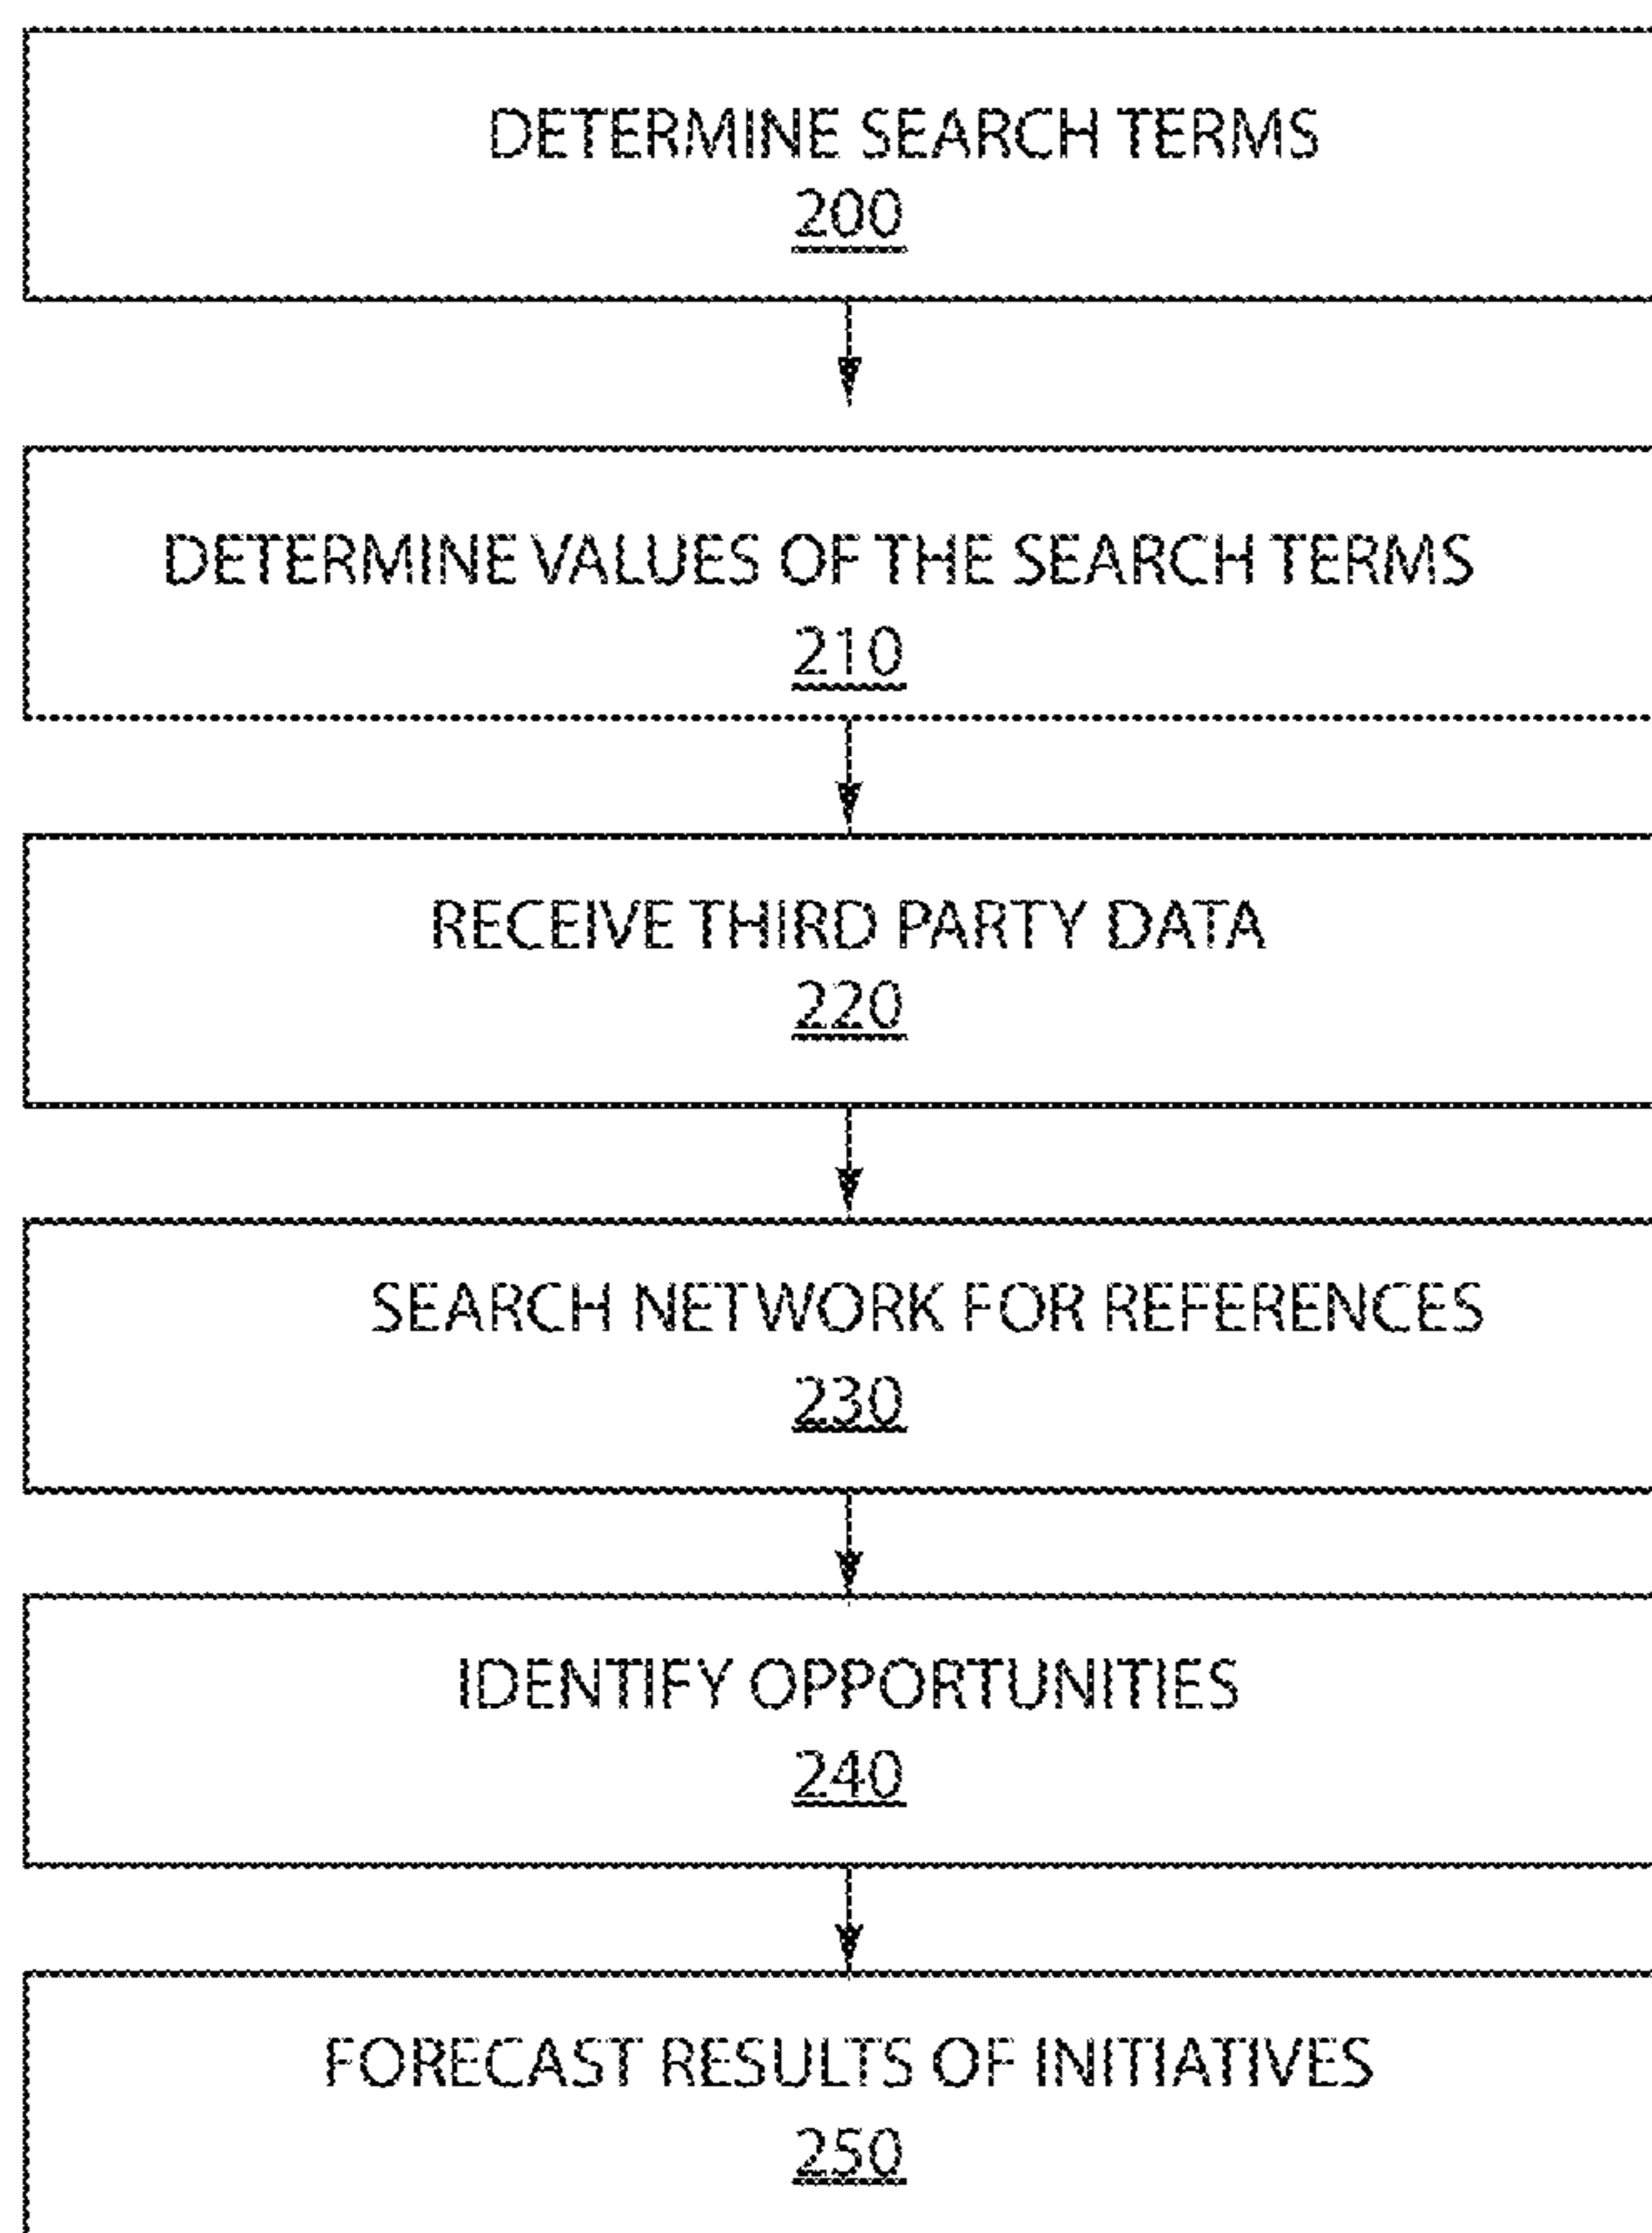 DETERMINE SEARCH TERMS
200
DETERMINE VALUES OF THE SEARCH TERMS
210
RECEIVE THIRD PARTY DATA
220
SEARCH NETWORK FOR REFERENCES
230
IDENTIFY OPPORTUNITIES
240
FORECAST RESULTS OF INITIATIVES
250